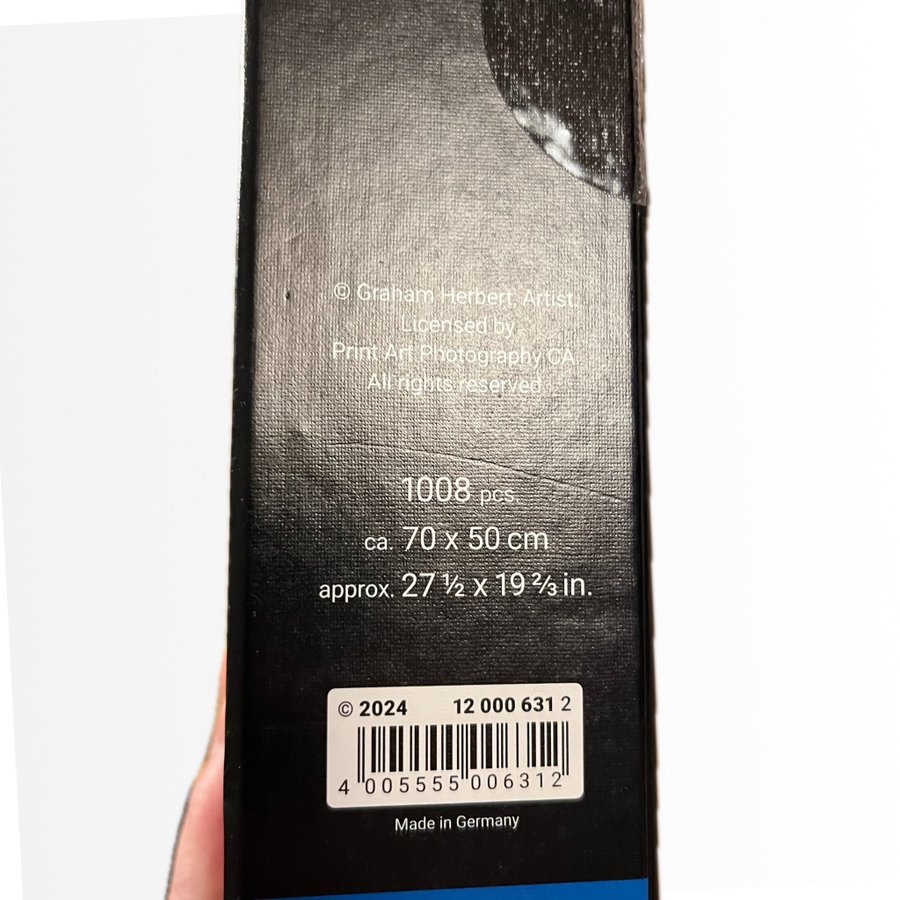 © Graham Herbert, Artist
Licensed by
Print Art Photography CA
All rights reserved
1008 pcs.
ca. 70 x 50 cm
approx. 27 ½ x 19 ⅔ in.
© 2024 12 000 631 2
4 005555 006312
Made in Germany